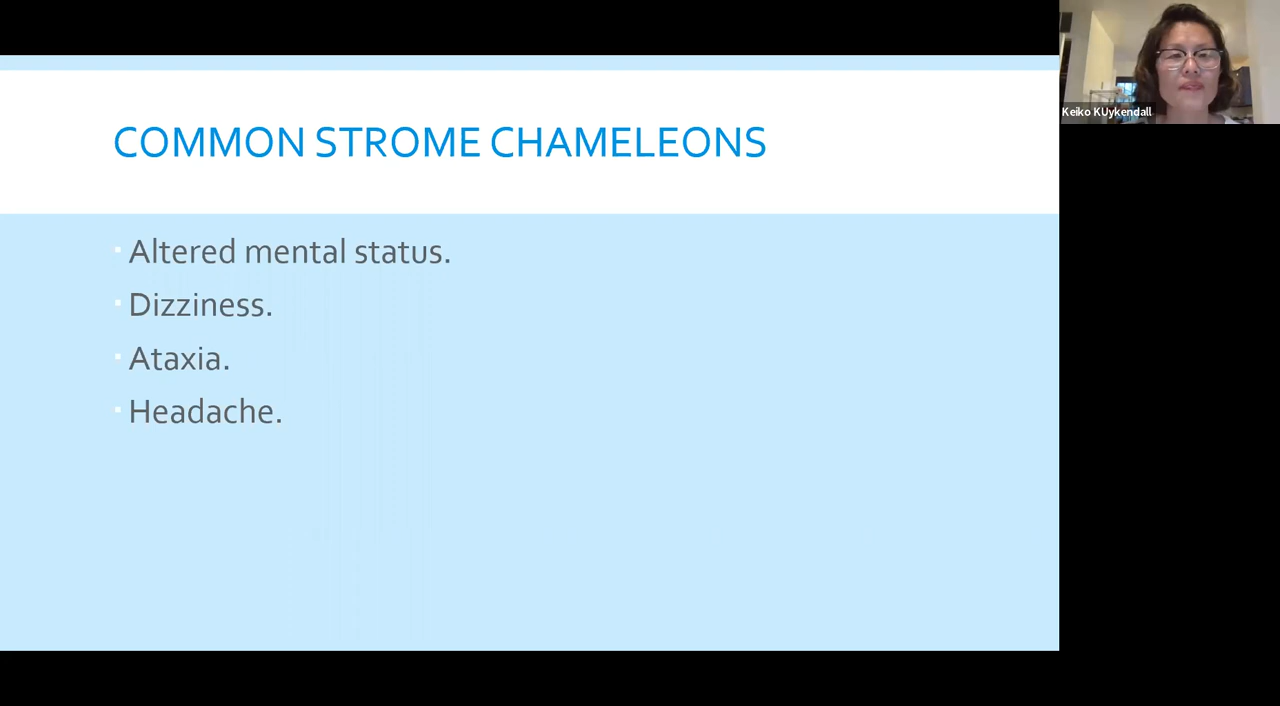 COMMON STROME CHAMELEONS
Altered mental status.
Dizziness.
Ataxia.
Headache.
Keiko KUykendall